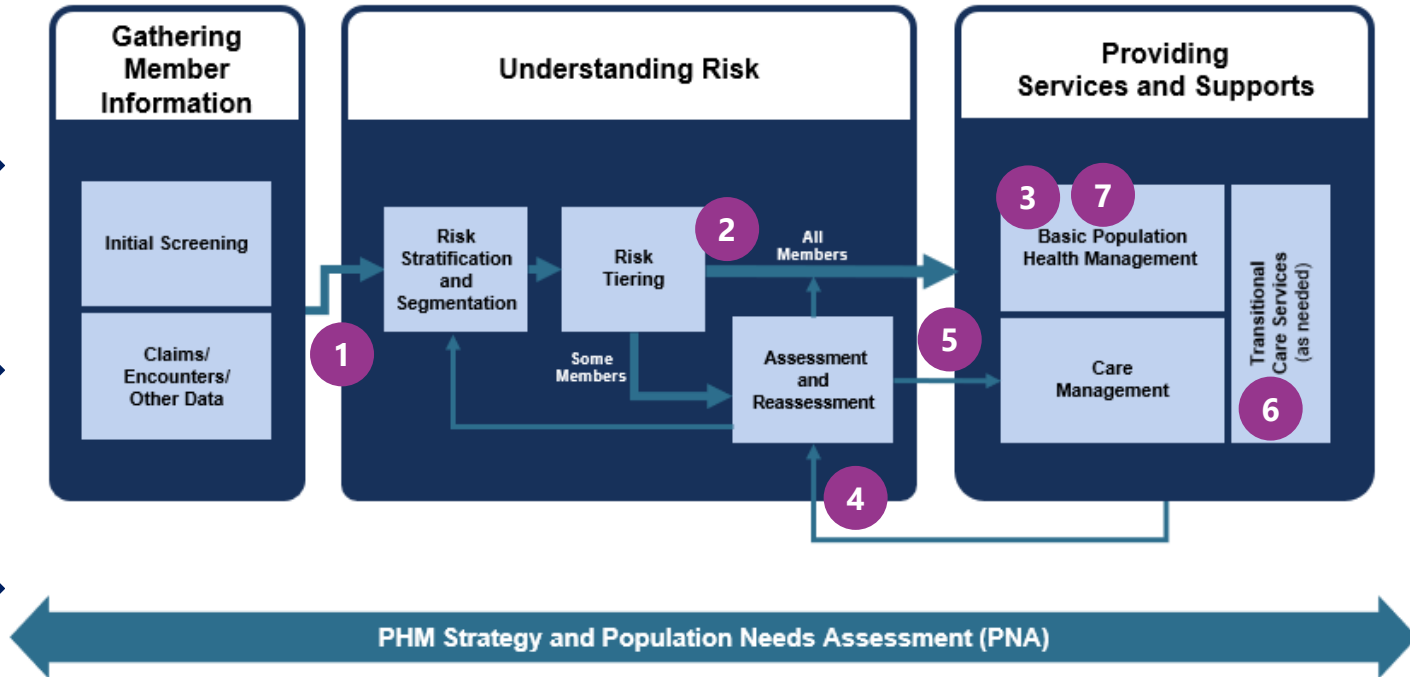 Gathering
Member
Information
Initial Screening
Claims/
Encounters/
Other Data
1
Understanding Risk
Risk
Stratification
and
Segmentation
Risk
Tiering
2
All
Members
Some
Members
Assessment
and
Reassessment
4
5
Providing
Services and Supports
3
7
Basic Population
Health Management
Care
Management
Transitional
Care Services
(as needed)
6
PHM Strategy and Population Needs Assessment (PNA)